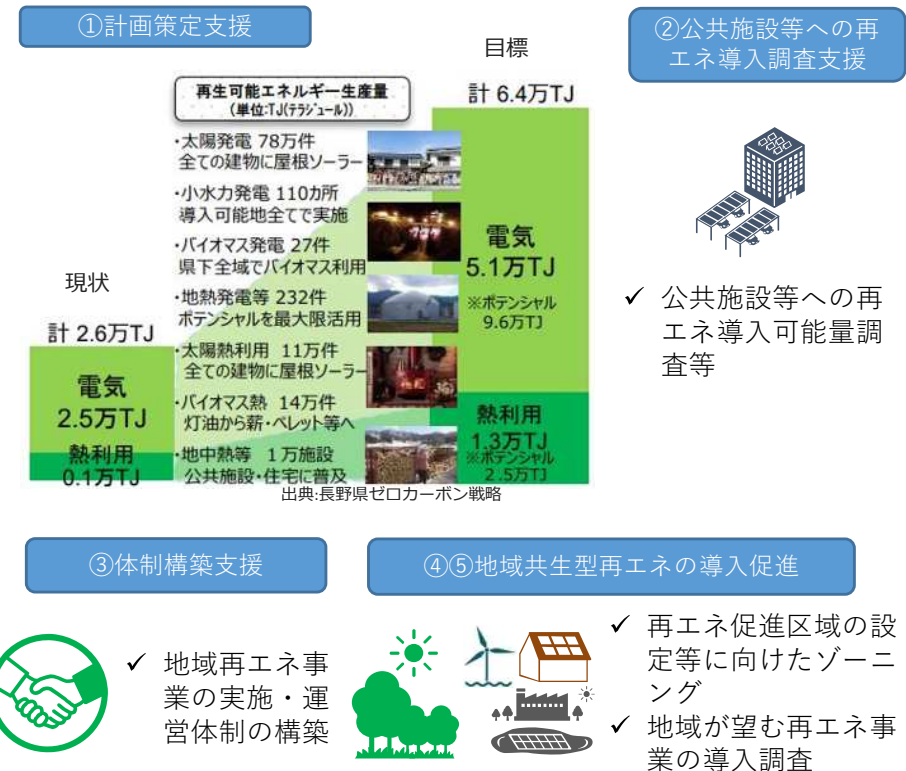 ①計画策定支援
目標
計 6.4万TJ
再生可能エネルギー生産量
(単位:TJ(テラジュール))
・太陽発電 78万件
全ての建物に屋根ソーラー
・小水力発電 110カ所
導入可能地全てで実施
・バイオマス発電 27件
県下全域でバイオマス利用
・地熱発電等 232件
ポテンシャルを最大限活用
・太陽熱利用 11万件
全ての建物に屋根ソーラー
・バイオマス熱 14万件
灯油から薪・ペレット等へ
・地中熱等 1万施設
公共施設・住宅に普及
現状
計 2.6万TJ
電気
2.5万TJ
熱利用
0.1万TJ
電気
5.1万TJ
※ポテンシャル
9.6万TJ
熱利用
1.3万TJ
※ポテンシャル
2.5万TJ
出典:長野県ゼロカーボン戦略
②公共施設等への再
エネ導入調査支援
✓ 公共施設等への再
エネ導入可能量調
査等
③体制構築支援
✓ 地域再エネ事
業の実施・運
営体制の構築
④⑤地域共生型再エネの導入促進
✓ 再エネ促進区域の設
定等に向けたゾーニ
ング
✓ 地域が望む再エネ事
業の導入調査